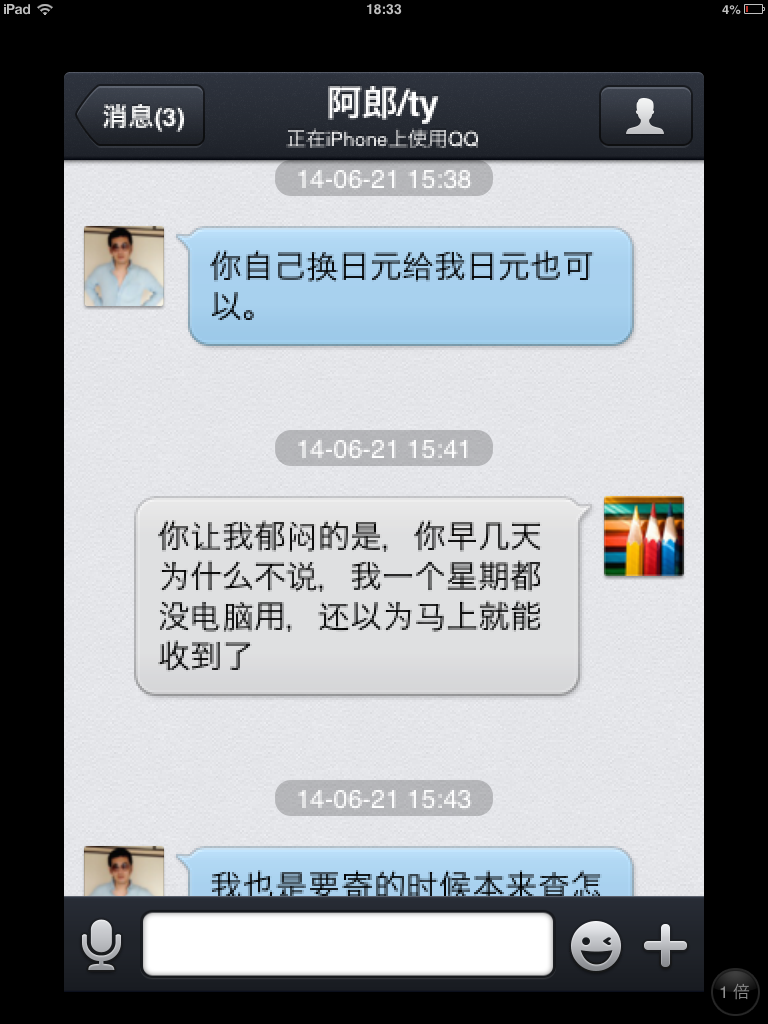 iPad 18:33 4%
消息(3)
阿郎/ty
正在iPhone上使用QQ
14-06-21 15:38
你自己换日元给我日元也可
以。
14-06-21 15:41
你让我郁闷的是，你早几天
为什么不说，我一个星期都
没电脑用，还以为马上就能
收到了
14-06-21 15:43
我也是要寄的时候本来查怎
1 倍